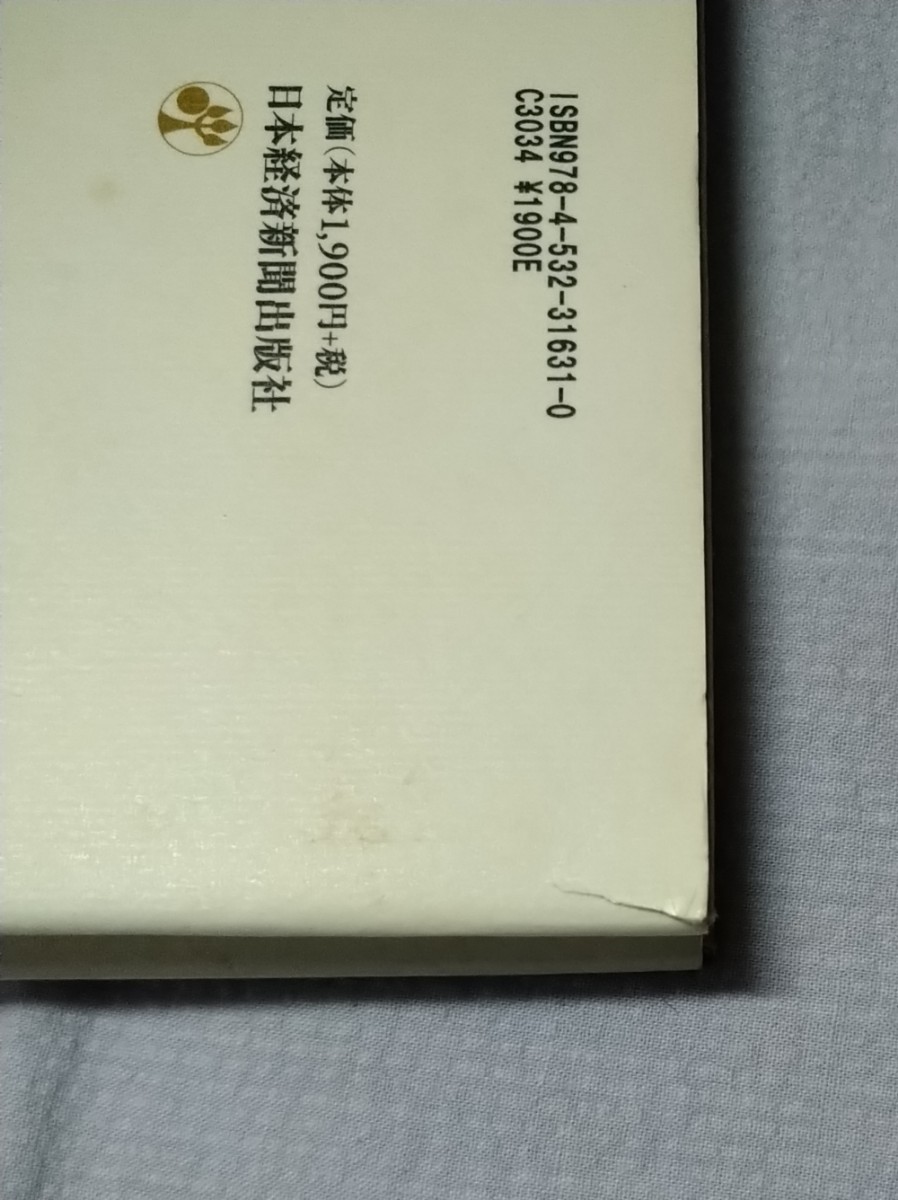 ISBN978-4-532-31631-0
C3034 ¥1900E
定価(本体1,900円+税)
日本経済新聞出版社